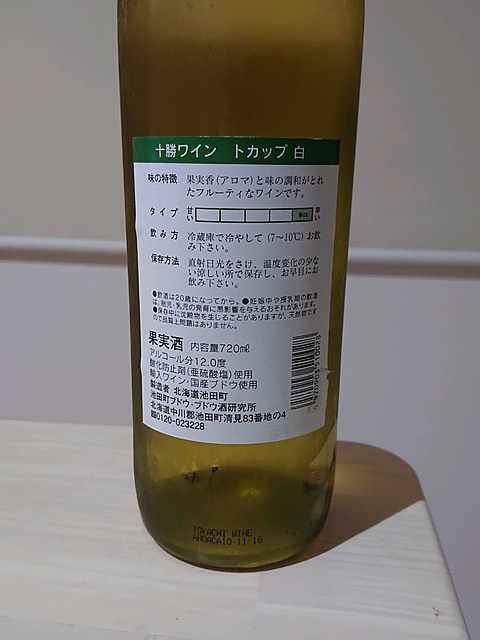 十勝ワイン トカップ 白
味の特徴 果実香(アロマ)と味の調和がとれ
たフルーティなワインです。
タイプ 甘い 辛口 辛い
飲み方 冷蔵庫で冷やして(7~10℃)お飲
み下さい。
保存方法 直射日光をさけ、温度変化の少な
い涼しい所で保存し、お早目にお
飲み下さい。
●飲酒は20歳になってから。●妊娠中や授乳期の飲酒
は、胎児・乳児の発育に悪影響を与えるおそれがあります。
●保存中に沈殿物を生じることがありますが、天然物です
ので品質上問題はありません。
果実酒 内容量720mℓ
アルコール分12.0度
酸化防止剤(亜硫酸塩)使用
輸入ワイン・国産ブドウ使用
製造者 北海道池田町
池田町ブドウ・ブドウ酒研究所
北海道中川郡池田町清見83番地の4
☎0120-023228
4 970903 310228
TOKACHI WINE